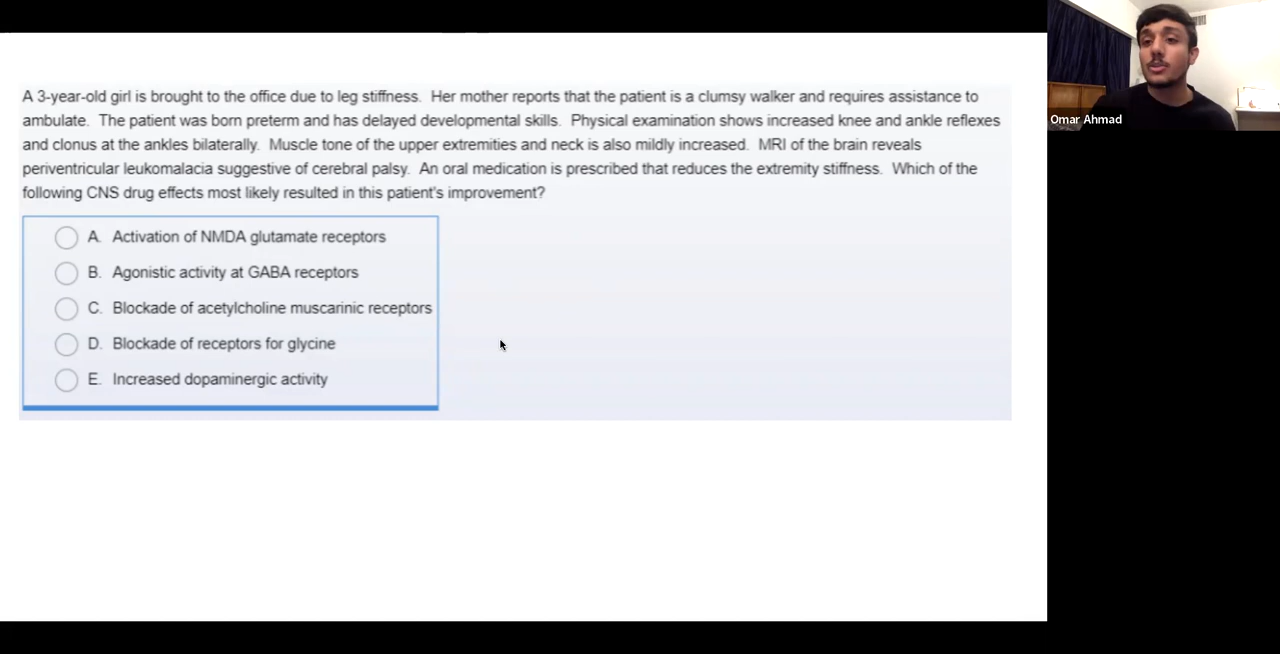 A 3-year-old girl is brought to the office due to leg stiffness. Her mother reports that the patient is a clumsy walker and requires assistance to
ambulate. The patient was born preterm and has delayed developmental skills. Physical examination shows increased knee and ankle reflexes
and clonus at the ankles bilaterally. Muscle tone of the upper extremities and neck is also mildly increased. MRI of the brain reveals
periventricular leukomalacia suggestive of cerebral palsy. An oral medication is prescribed that reduces the extremity stiffness. Which of the
following CNS drug effects most likely resulted in this patient's improvement?
A. Activation of NMDA glutamate receptors
B. Agonistic activity at GABA receptors
C. Blockade of acetylcholine muscarinic receptors
D. Blockade of receptors for glycine
E. Increased dopaminergic activity
Omar Ahmad